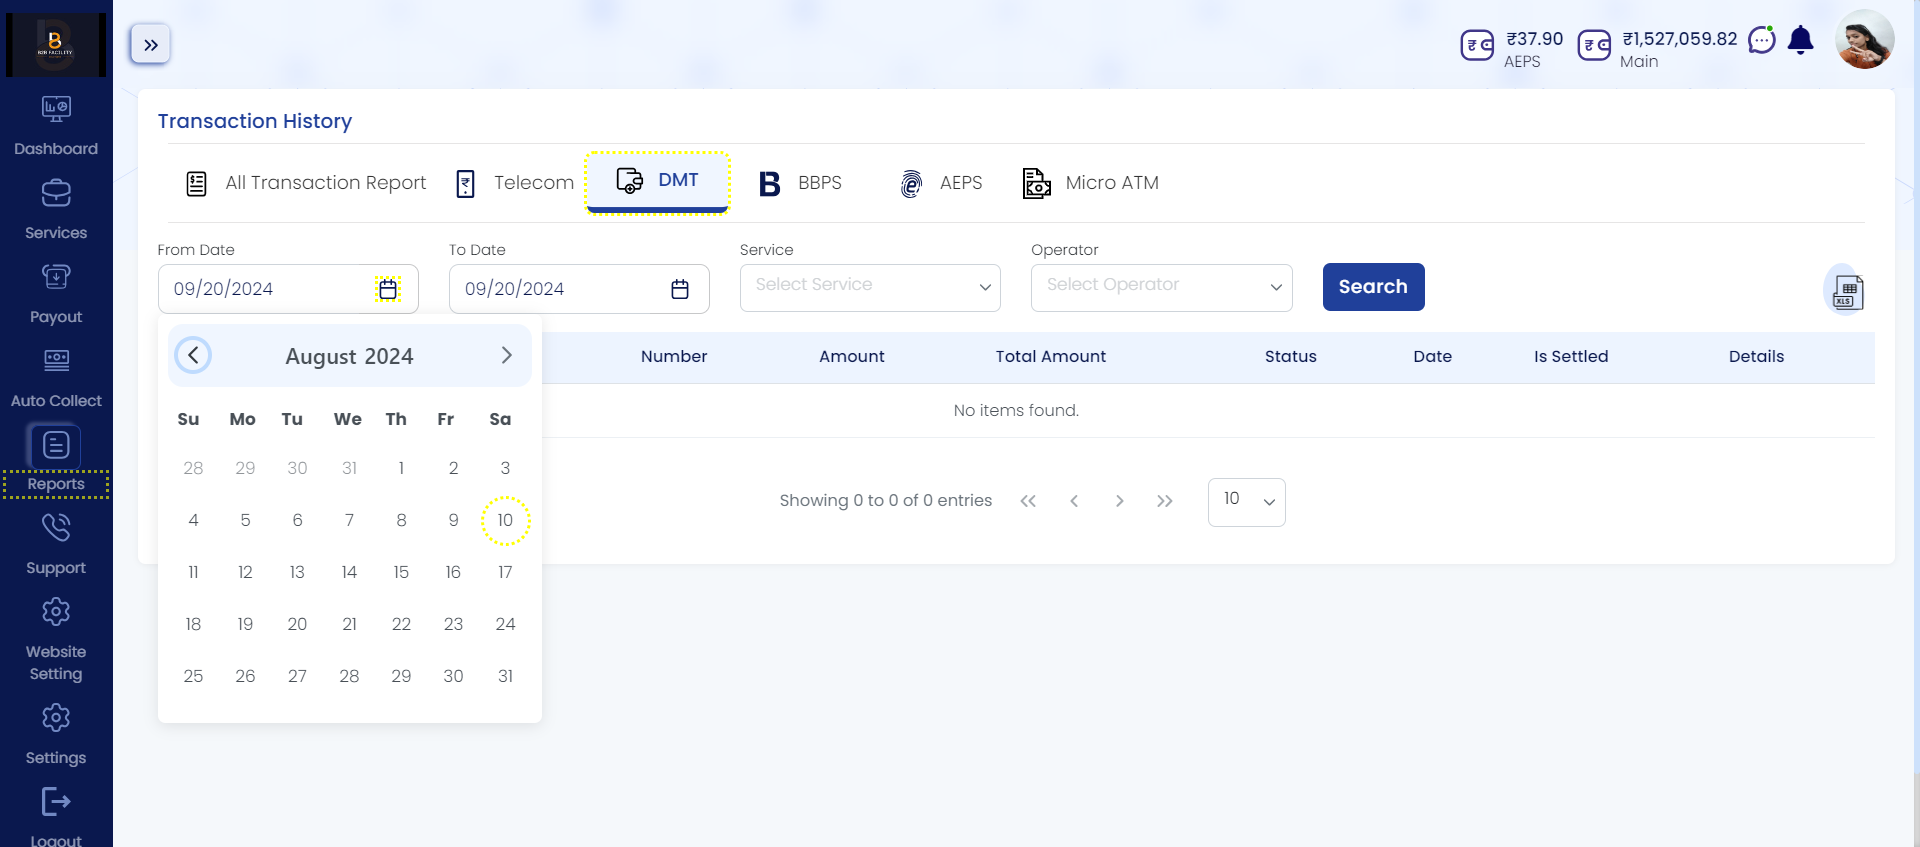 B2B FACILITY
₹37.90
AEPS
₹1,527,059.82
Main
Dashboard
Services
Payout
Auto Collect
Reports
Support
Website
Setting
Settings
Logout
Transaction History
All Transaction Report
Telecom
DMT
BBPS
AEPS
Micro ATM
From Date
To Date
Service
Operator
09/20/2024
09/20/2024
Select Service
Select Operator
Search
XLS
Number Amount Total Amount Status Date Is Settled Details
No items found.
Showing 0 to 0 of 0 entries
10
August 2024
Su Mo Tu We Th Fr Sa
28 29 30 31 1 2 3
4 5 6 7 8 9 10
11 12 13 14 15 16 17
18 19 20 21 22 23 24
25 26 27 28 29 30 31